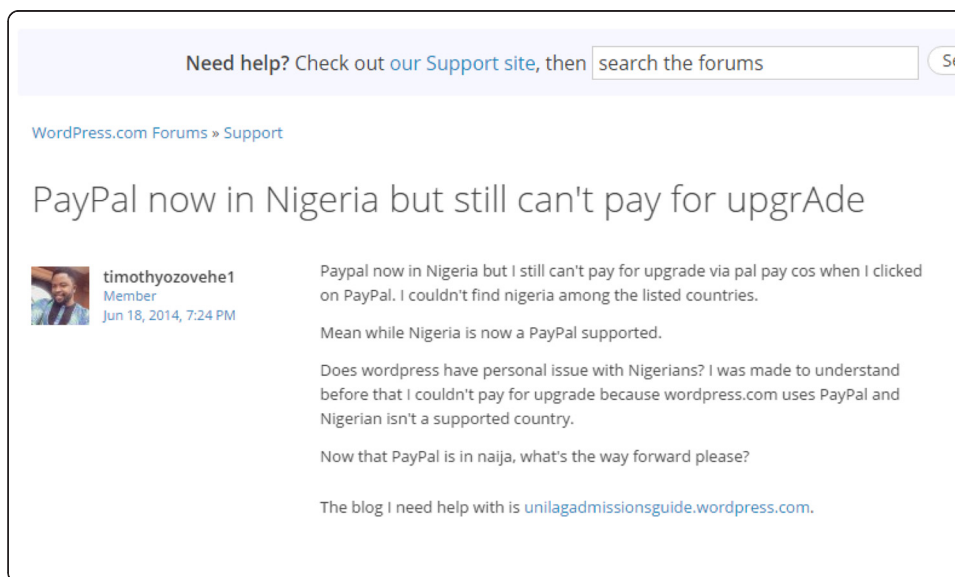 Need help? Check out our Support site, then search the forums
WordPress.com Forums » Support
PayPal now in Nigeria but still can't pay for upgrAde
timothyozovehe1
Member
Jun 18, 2014, 7:24 PM
Paypal now in Nigeria but I still can't pay for upgrade via pal pay cos when I clicked
on PayPal. I couldn't find nigeria among the listed countries.
Mean while Nigeria is now a PayPal supported.
Does wordpress have personal issue with Nigerians? I was made to understand
before that I couldn't pay for upgrade because wordpress.com uses PayPal and
Nigerian isn't a supported country.
Now that PayPal is in naija, what's the way forward please?
The blog I need help with is unilagadmissionsguide.wordpress.com.